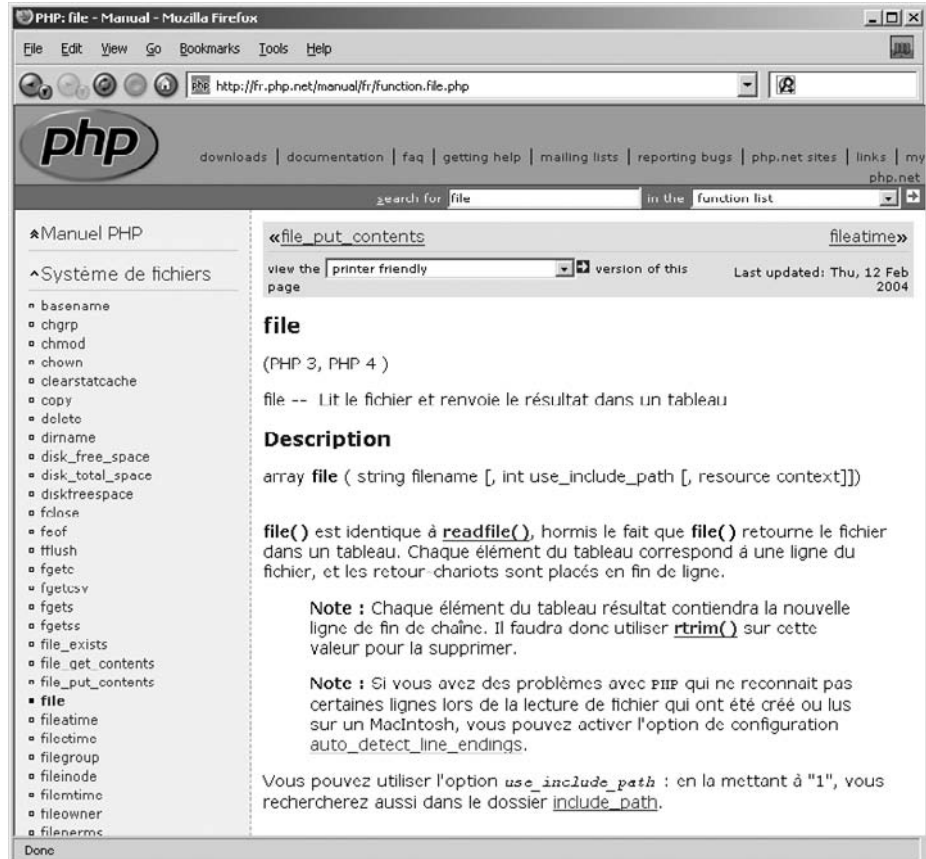 PHP: file - Manual - Mozilla Firefox
File Edit View Go Bookmarks Tools Help
http://fr.php.net/manual/fr/function.file.php
php
downloads | documentation | faq | getting help | mailing lists | reporting bugs | php.net sites | links | my
php.net
search for file in the function list
Manuel PHP
Système de fichiers
basename
chgrp
chmod
chown
clearstatcache
copy
delete
dirname
disk_free_space
disk_total_space
diskfreespace
fclose
feof
fflush
fgetc
fgetcsv
fgets
fgetss
file_exists
file_get_contents
file_put_contents
file
fileatime
filectime
filegroup
fileinode
filemtime
fileowner
fileperms
«file_put_contents fileatime»
view the printer friendly version of this
page
Last updated: Thu, 12 Feb
2004
file
(PHP 3, PHP 4 )
file -- Lit le fichier et renvoie le résultat dans un tableau
Description
array file ( string filename [, int use_include_path [, resource context]])
file() est identique à readfile(), hormis le fait que file() retourne le fichier
dans un tableau. Chaque élément du tableau correspond à une ligne du
fichier, et les retour-chariots sont placés en fin de ligne.
Note : Chaque élément du tableau résultat contiendra la nouvelle
ligne de fin de chaîne. Il faudra donc utiliser rtrim() sur cette
valeur pour la supprimer.
Note : Si vous avez des problèmes avec PHP qui ne reconnait pas
certaines lignes lors de la lecture de fichier qui ont été créé ou lus
sur un MacIntosh, vous pouvez activer l'option de configuration
auto_detect_line_endings.
Vous pouvez utiliser l'option use_include_path : en la mettant à "1", vous
rechercherez aussi dans le dossier include_path.
Done